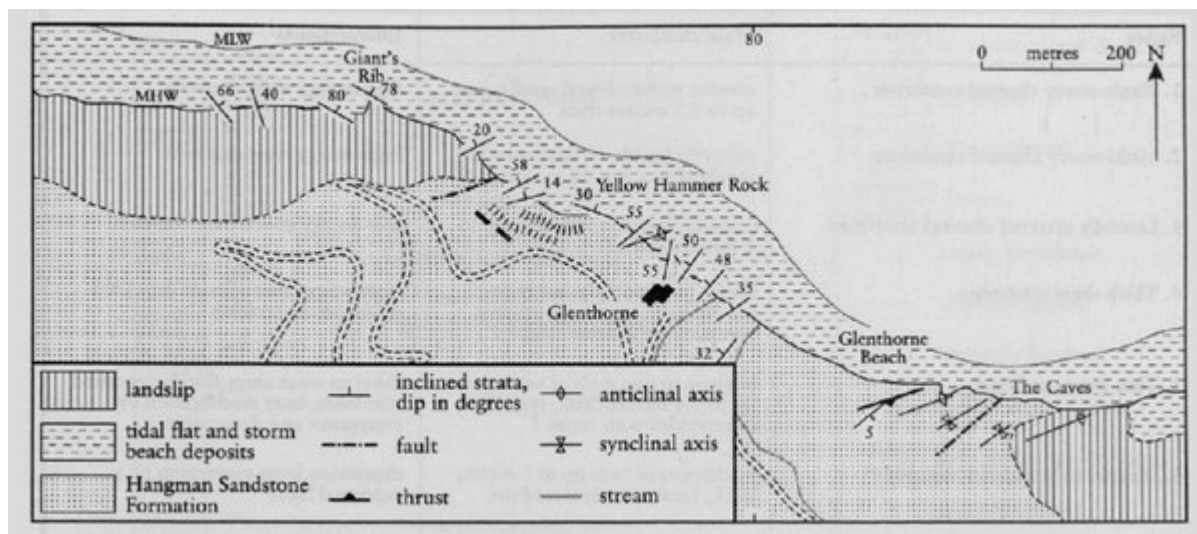 80
0 metres 200 N
MLW
Giant's
Rib
MHW
66
40
80
78
20
58
14
30
Yellow Hammer Rock
55
50
55
48
35
Glenthorne
32
Glenthorne
Beach
The Caves
5
landslip
inclined strata,
dip in degrees
anticlinal axis
tidal flat and storm
beach deposits
fault
synclinal axis
Hangman Sandstone
Formation
thrust
stream